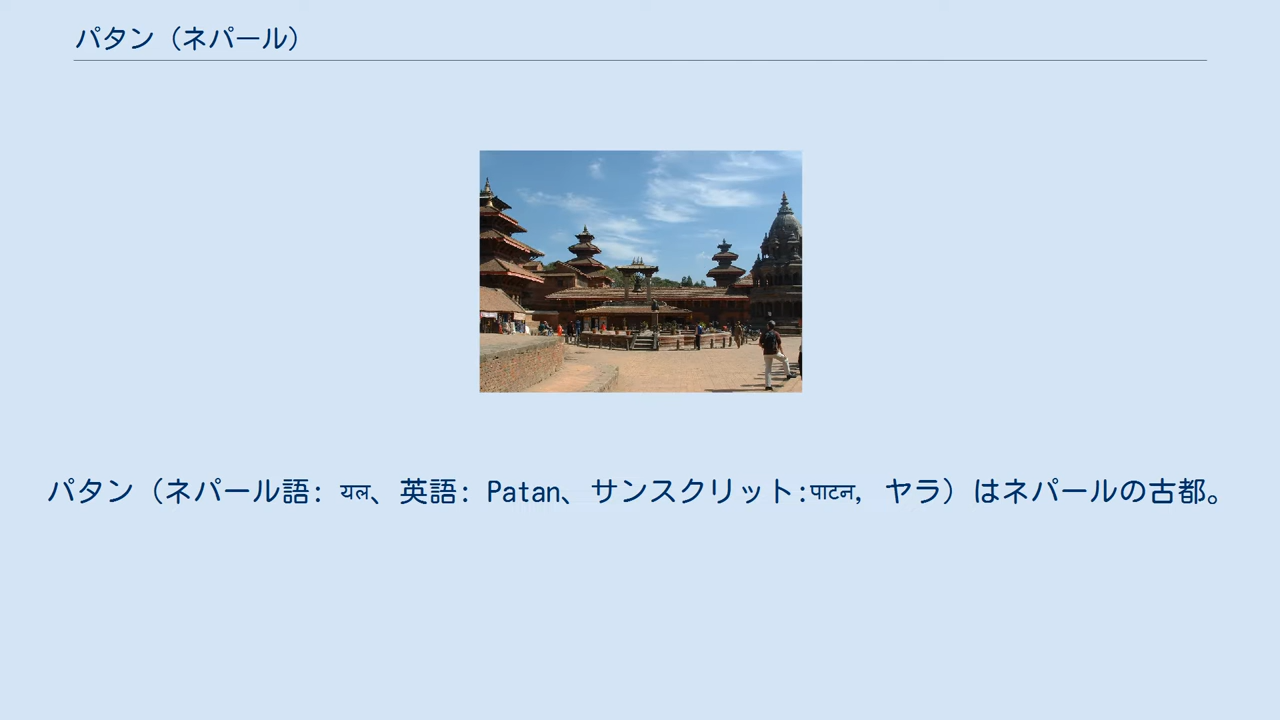 パタン（ネパール）
パタン（ネパール語: यल、英語: Patan、サンスクリット:पाटन, ヤラ）はネパールの古都。